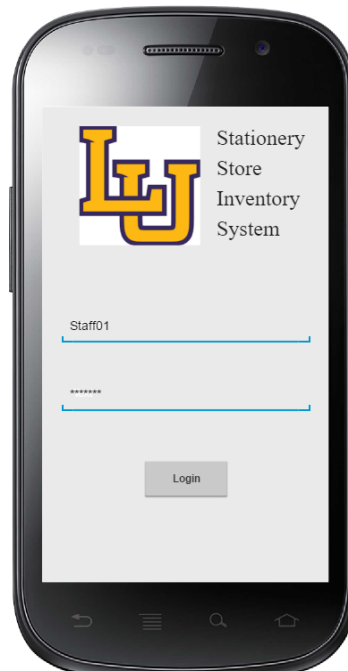 LU
Stationery
Store
Inventory
System
Staff01
*******
Login